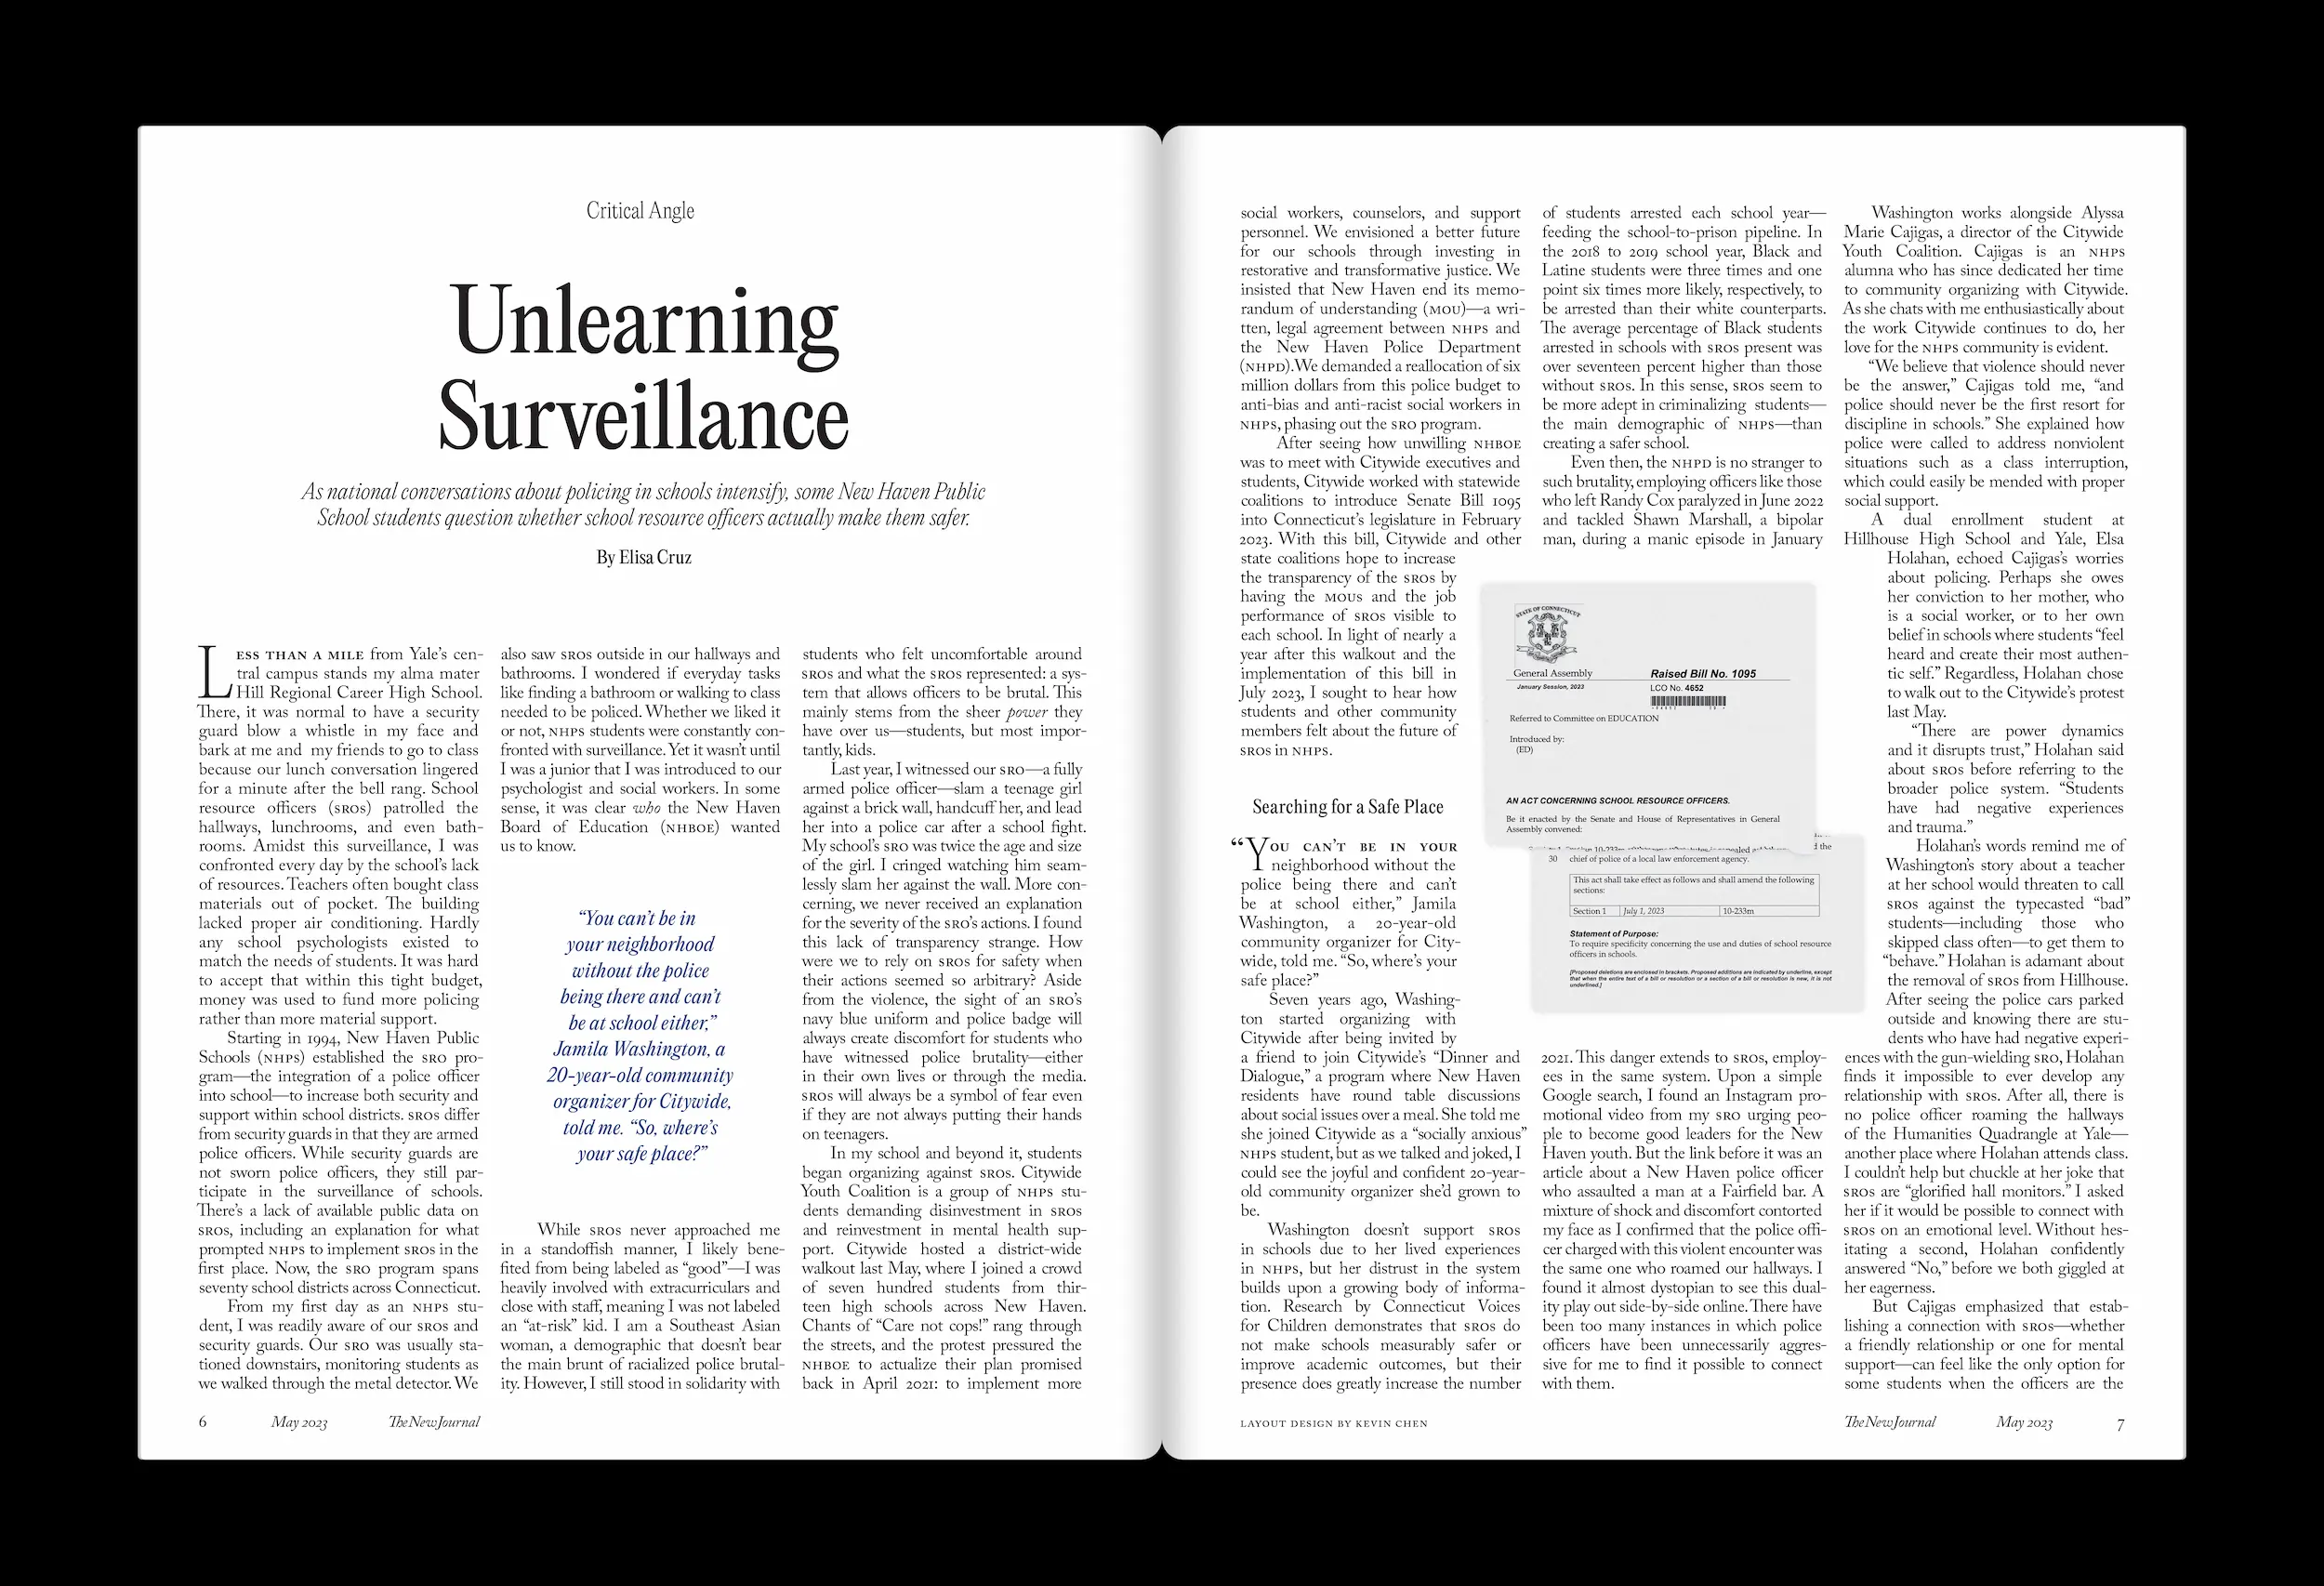 Critical Angle
Unlearning
Surveillance
As national conversations about policing in schools intensify, some New Haven Public
School students question whether school resource officers actually make them safer.
By Elisa Cruz
LESS THAN A MILE from Yale's cen-
tral campus stands my alma mater
Hill Regional Career High School.
There, it was normal to have a security
guard blow a whistle in my face and
bark at me and my friends to go to class
because our lunch conversation lingered
for a minute after the bell rang. School
resource officers (SROS) patrolled the
hallways, lunchrooms, and even bath-
rooms. Amidst this surveillance, I was
confronted every day by the school's lack
of resources. Teachers often bought class
materials out of pocket. The building
lacked proper air conditioning. Hardly
any school psychologists existed to
match the needs of students. It was hard
to accept that within this tight budget,
money was used to fund more policing
rather than more material support.
Starting in 1994, New Haven Public
Schools (NHPS) established the SRO pro-
gram—the integration of a police officer
into school—to increase both security and
support within school districts. SROS differ
from security guards in that they are armed
police officers. While security guards are
not sworn police officers, they still par-
ticipate in the surveillance of schools.
There's a lack of available public data on
SROS, including an explanation for what
prompted NHPS to implement SROS in the
first place. Now, the SRO program spans
seventy school districts across Connecticut.
From my first day as an NHPS stu-
dent, I was readily aware of our SROS and
security guards. Our SRO was usually sta-
tioned downstairs, monitoring students as
we walked through the metal detector. We
also saw SROS outside in our hallways and
bathrooms. I wondered if everyday tasks
like finding a bathroom or walking to class
needed to be policed. Whether we liked it
or not, NHPS students were constantly con-
fronted with surveillance. Yet it wasn't until
I was a junior that I was introduced to our
psychologist and social workers. In some
sense, it was clear who the New Haven
Board of Education (NHBOE) wanted
us to know.
"You can't be in
your neighborhood
without the police
being there and can't
be at school either,"
Jamila Washington, a
20-year-old community
organizer for Citywide,
told me. "So, where's
your safe place?"
While SROS never approached me
in a standoffish manner, I likely bene-
fited from being labeled as "good"—I was
heavily involved with extracurriculars and
close with staff, meaning I was not labeled
an "at-risk" kid. I am a Southeast Asian
woman, a demographic that doesn't bear
the main brunt of racialized police brutal-
ity. However, I still stood in solidarity with
students who felt uncomfortable around
SROS and what the SROS represented: a sys-
tem that allows officers to be brutal. This
mainly stems from the sheer power they
have over us—students, but most impor-
tantly, kids.
Last year, I witnessed our SRO—a fully
armed police officer—slam a teenage girl
against a brick wall, handcuff her, and lead
her into a police car after a school fight.
My school's SRO was twice the age and size
of the girl. I cringed watching him seam-
lessly slam her against the wall. More con-
cerning, we never received an explanation
for the severity of the SRO's actions. I found
this lack of transparency strange. How
were we to rely on SROS for safety when
their actions seemed so arbitrary? Aside
from the violence, the sight of an SRO's
navy blue uniform and police badge will
always create discomfort for students who
have witnessed police brutality—either
in their own lives or through the media.
SROS will always be a symbol of fear even
if they are not always putting their hands
on teenagers.
In my school and beyond it, students
began organizing against SROS. Citywide
Youth Coalition is a group of NHPS stu-
dents demanding disinvestment in SROS
and reinvestment in mental health sup-
port. Citywide hosted a district-wide
walkout last May, where I joined a crowd
of seven hundred students from thir-
teen high schools across New Haven.
Chants of "Care not cops!" rang through
the streets, and the protest pressured the
NHBOE to actualize their plan promised
back in April 2021: to implement more
6 May 2023 TheNewJournal
social workers, counselors, and support
personnel. We envisioned a better future
for our schools through investing in
restorative and transformative justice. We
insisted that New Haven end its memo-
randum of understanding (MOU)—a wri-
tten, legal agreement between NHPS and
the New Haven Police Department
(NHPD).We demanded a reallocation of six
million dollars from this police budget to
anti-bias and anti-racist social workers in
NHPS, phasing out the SRO program.
After seeing how unwilling NHBOE
was to meet with Citywide executives and
students, Citywide worked with statewide
coalitions to introduce Senate Bill 1095
into Connecticut's legislature in February
2023. With this bill, Citywide and other
state coalitions hope to increase
the transparency of the SROS by
having the MOUS and the job
performance of SROS visible to
each school. In light of nearly a
year after this walkout and the
implementation of this bill in
July 2023, I sought to hear how
students and other community
members felt about the future of
SROS in NHPS.
Searching for a Safe Place
"YOU CAN'T BE IN YOUR
neighborhood without the
police being there and can't
be at school either," Jamila
Washington, a 20-year-old
community organizer for City-
wide, told me. "So, where's your
safe place?"
Seven years ago, Washing-
ton started organizing with
Citywide after being invited by
a friend to join Citywide's "Dinner and
Dialogue," a program where New Haven
residents have round table discussions
about social issues over a meal. She told me
she joined Citywide as a "socially anxious"
NHPS student, but as we talked and joked, I
could see the joyful and confident 20-year-
old community organizer she'd grown to
be.
Washington doesn't support SROS
in schools due to her lived experiences
in NHPS, but her distrust in the system
builds upon a growing body of informa-
tion. Research by Connecticut Voices
for Children demonstrates that SROS do
not make schools measurably safer or
improve academic outcomes, but their
presence does greatly increase the number
of students arrested each school year—
feeding the school-to-prison pipeline. In
the 2018 to 2019 school year, Black and
Latine students were three times and one
point six times more likely, respectively, to
be arrested than their white counterparts.
The average percentage of Black students
arrested in schools with SROS present was
over seventeen percent higher than those
without SROS. In this sense, SROS seem to
be more adept in criminalizing students—
the main demographic of NHPS—than
creating a safer school.
Even then, the NHPD is no stranger to
such brutality, employing officers like those
who left Randy Cox paralyzed in June 2022
and tackled Shawn Marshall, a bipolar
man, during a manic episode in January
STATE OF CONNECTICUT
General Assembly
Raised Bill No. 1095
January Session, 2023
LCO No. 4652
Referred to Committee on EDUCATION
Introduced by:
(ED)
AN ACT CONCERNING SCHOOL RESOURCE OFFICERS.
Be it enacted by the Senate and House of Representatives in General
Assembly convened:
30 chief of police of a local law enforcement agency.
This act shall take effect as follows and shall amend the following
sections:
Section 1 July 1, 2023 10-233m
Statement of Purpose:
To require specificity concerning the use and duties of school resource
officers in schools.
[Proposed deletions are enclosed in brackets. Proposed additions are indicated by underline, except
that when the entire text of a bill or resolution or a section of a bill or resolution is new, it is not
underlined.]
2021. This danger extends to SROS, employ-
ees in the same system. Upon a simple
Google search, I found an Instagram pro-
motional video from my SRO urging peo-
ple to become good leaders for the New
Haven youth. But the link before it was an
article about a New Haven police officer
who assaulted a man at a Fairfield bar. A
mixture of shock and discomfort contorted
my face as I confirmed that the police offi-
cer charged with this violent encounter was
the same one who roamed our hallways. I
found it almost dystopian to see this dual-
ity play out side-by-side online. There have
been too many instances in which police
officers have been unnecessarily aggres-
sive for me to find it possible to connect
with them.
Washington works alongside Alyssa
Marie Cajigas, a director of the Citywide
Youth Coalition. Cajigas is an NHPS
alumna who has since dedicated her time
to community organizing with Citywide.
As she chats with me enthusiastically about
the work Citywide continues to do, her
love for the NHPS community is evident.
"We believe that violence should never
be the answer," Cajigas told me, "and
police should never be the first resort for
discipline in schools." She explained how
police were called to address nonviolent
situations such as a class interruption,
which could easily be mended with proper
social support.
A dual enrollment student at
Hillhouse High School and Yale, Elsa
Holahan, echoed Cajigas's worries
about policing. Perhaps she owes
her conviction to her mother, who
is a social worker, or to her own
belief in schools where students "feel
heard and create their most authen-
tic self." Regardless, Holahan chose
to walk out to the Citywide's protest
last May.
"There are power dynamics
and it disrupts trust," Holahan said
about SROS before referring to the
broader police system. "Students
have had negative experiences
and trauma."
Holahan's words remind me of
Washington's story about a teacher
at her school would threaten to call
SROS against the typecasted "bad"
students—including those who
skipped class often—to get them to
"behave." Holahan is adamant about
the removal of SROS from Hillhouse.
After seeing the police cars parked
outside and knowing there are stu-
dents who have had negative experi-
ences with the gun-wielding SRO, Holahan
finds it impossible to ever develop any
relationship with SROS. After all, there is
no police officer roaming the hallways
of the Humanities Quadrangle at Yale—
another place where Holahan attends class.
I couldn't help but chuckle at her joke that
SROS are "glorified hall monitors." I asked
her if it would be possible to connect with
SROS on an emotional level. Without hes-
itating a second, Holahan confidently
answered "No," before we both giggled at
her eagerness.
But Cajigas emphasized that estab-
lishing a connection with SROS—whether
a friendly relationship or one for mental
support—can feel like the only option for
some students when the officers are the
LAYOUT DESIGN BY KEVIN CHEN
TheNewJournal May 2023 7